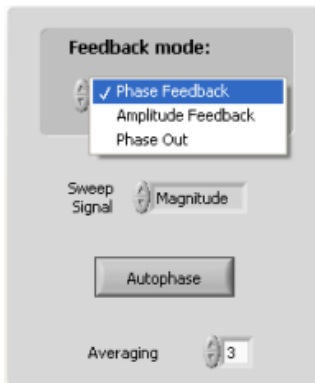 Feedback mode:
✓ Phase Feedback
Amplitude Feedback
Phase Out
Sweep
Signal
Magnitude
Autophase
Averaging 3